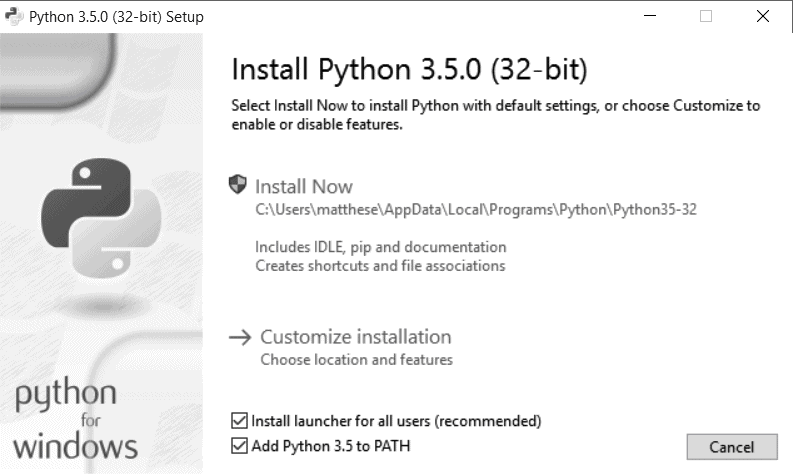 Python 3.5.0 (32-bit) Setup
Install Python 3.5.0 (32-bit)
Select Install Now to install Python with default settings, or choose Customize to
enable or disable features.
Install Now
C:\Users\matthese\AppData\Local\Programs\Python\Python35-32
Includes IDLE, pip and documentation
Creates shortcuts and file associations
Customize installation
Choose location and features
python
for
windows
Install launcher for all users (recommended)
Add Python 3.5 to PATH
Cancel